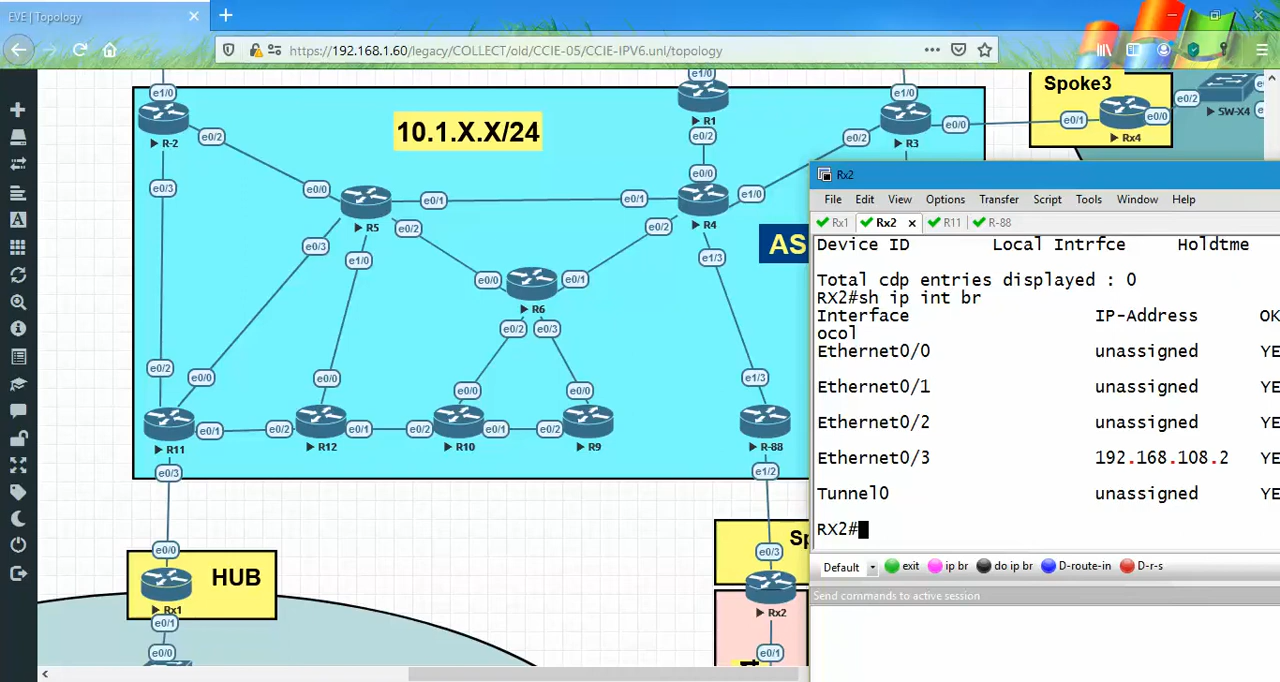 EVE | Topology
https://192.168.1.60/legacy/COLLECT/old/CCIE-05/CCIE-IPV6.unl/topology
e1/0
e1/0
e1/0
R-2
e0/2
e0/3
10.1.X.X/24
R1
e0/2
e0/0
R3
e0/2
e0/0
Spoke3
e0/1
e0/0
Rx4
e0/2
SW-X4
e0/0
e0/1
R5
e0/2
e0/3
e1/0
e0/1
e1/0
R4
e0/2
e1/3
AS
e0/0
e0/1
R6
e0/2
e0/3
e0/2
e0/0
e0/0
e0/0
e0/0
e1/3
R11
e0/1
e0/2
R12
e0/1
e0/2
R10
e0/1
e0/2
R9
R-88
e0/3
e1/2
e0/0
HUB
Rx1
e0/1
e0/0
Sp
e0/3
Rx2
e0/1
Rx2
File Edit View Options Transfer Script Tools Window Help
Rx1 Rx2 R11 R-88
Device ID Local Intrfce Holdtme
Total cdp entries displayed : 0
RX2#sh ip int br
Interface IP-Address OK
ocol
Ethernet0/0 unassigned YE
Ethernet0/1 unassigned YE
Ethernet0/2 unassigned YE
Ethernet0/3 192.168.108.2 YE
Tunnel0 unassigned YE
RX2#
Default exit ip br do ip br D-route-in D-r-s
Send commands to active session